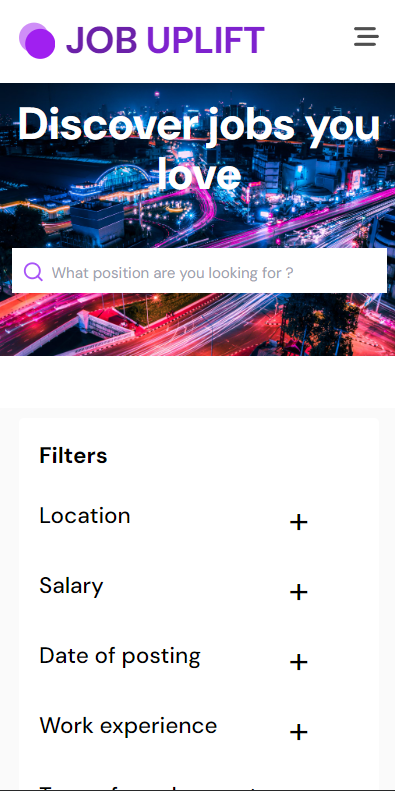 JOB UPLIFT
Discover jobs you
love
What position are you looking for ?
Filters
Location
+
Salary
+
Date of posting
+
Work experience
+